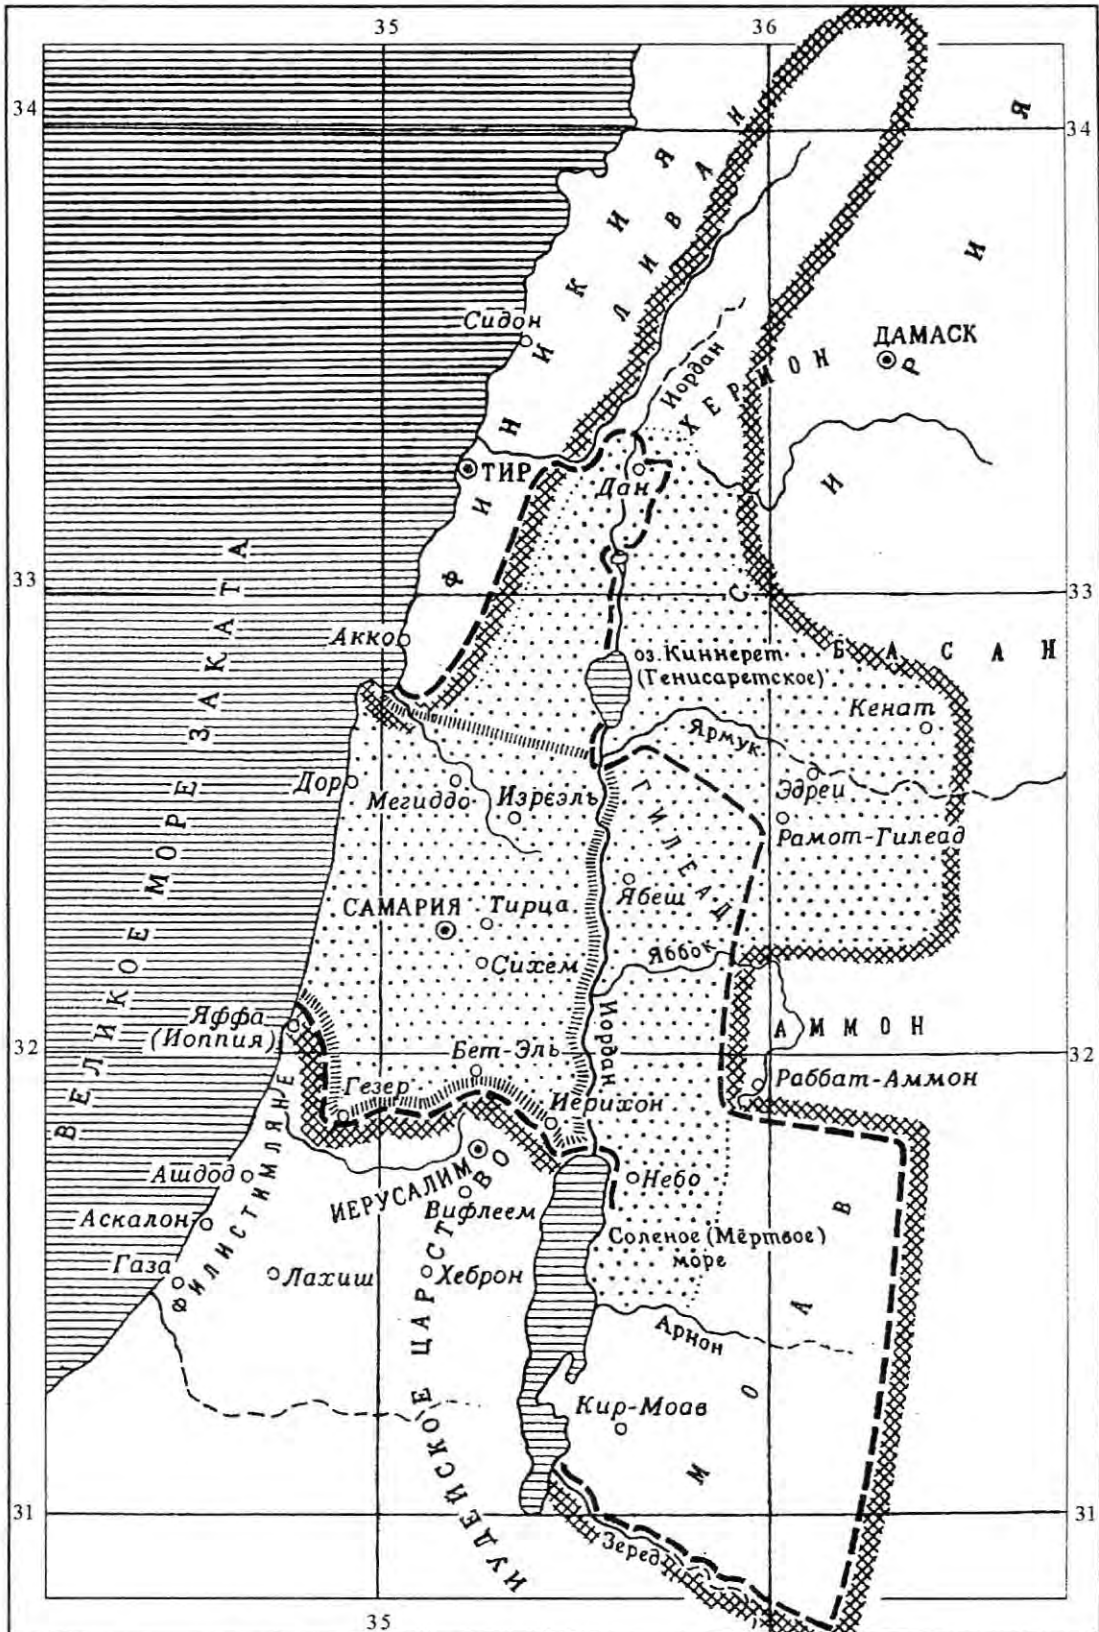 35 36
34 34
ВЕЛИКОЕ МОРЕ ЗАКАТА
ФИНИКИЯ
ЛИВАН
СИРИЯ
Сидон
ДАМАСК
Иордан
ХЕРМОН
ТИР
Дан
33 33
Акко
оз. Киннерет
(Генисаретское)
БАСАН
Кенат
Ярмук
Дор
Мегиддо
Изрεэль
Эдреи
ГИЛЕАД
Рамот-Гилеад
Ябеш
САМАРИЯ
Тирца
Сихем
Яббок
Иордан
Яффа
(Иоппия)
АММОН
32 32
Бет-Эль
Раббат-Аммон
Гезер
Иерихон
ФИЛИСТИМЛЯНЕ
Ашдод
ИЕРУСАЛИМ
Небо
Вифлеем
Аскалон
Соленое (Мёртвое)
море
Газа
Лахиш
Хеброн
МОАВ
Арнон
ИУДЕЙСКОЕ ЦАРСТВО
Кир-Моав
31 31
Зеред
35